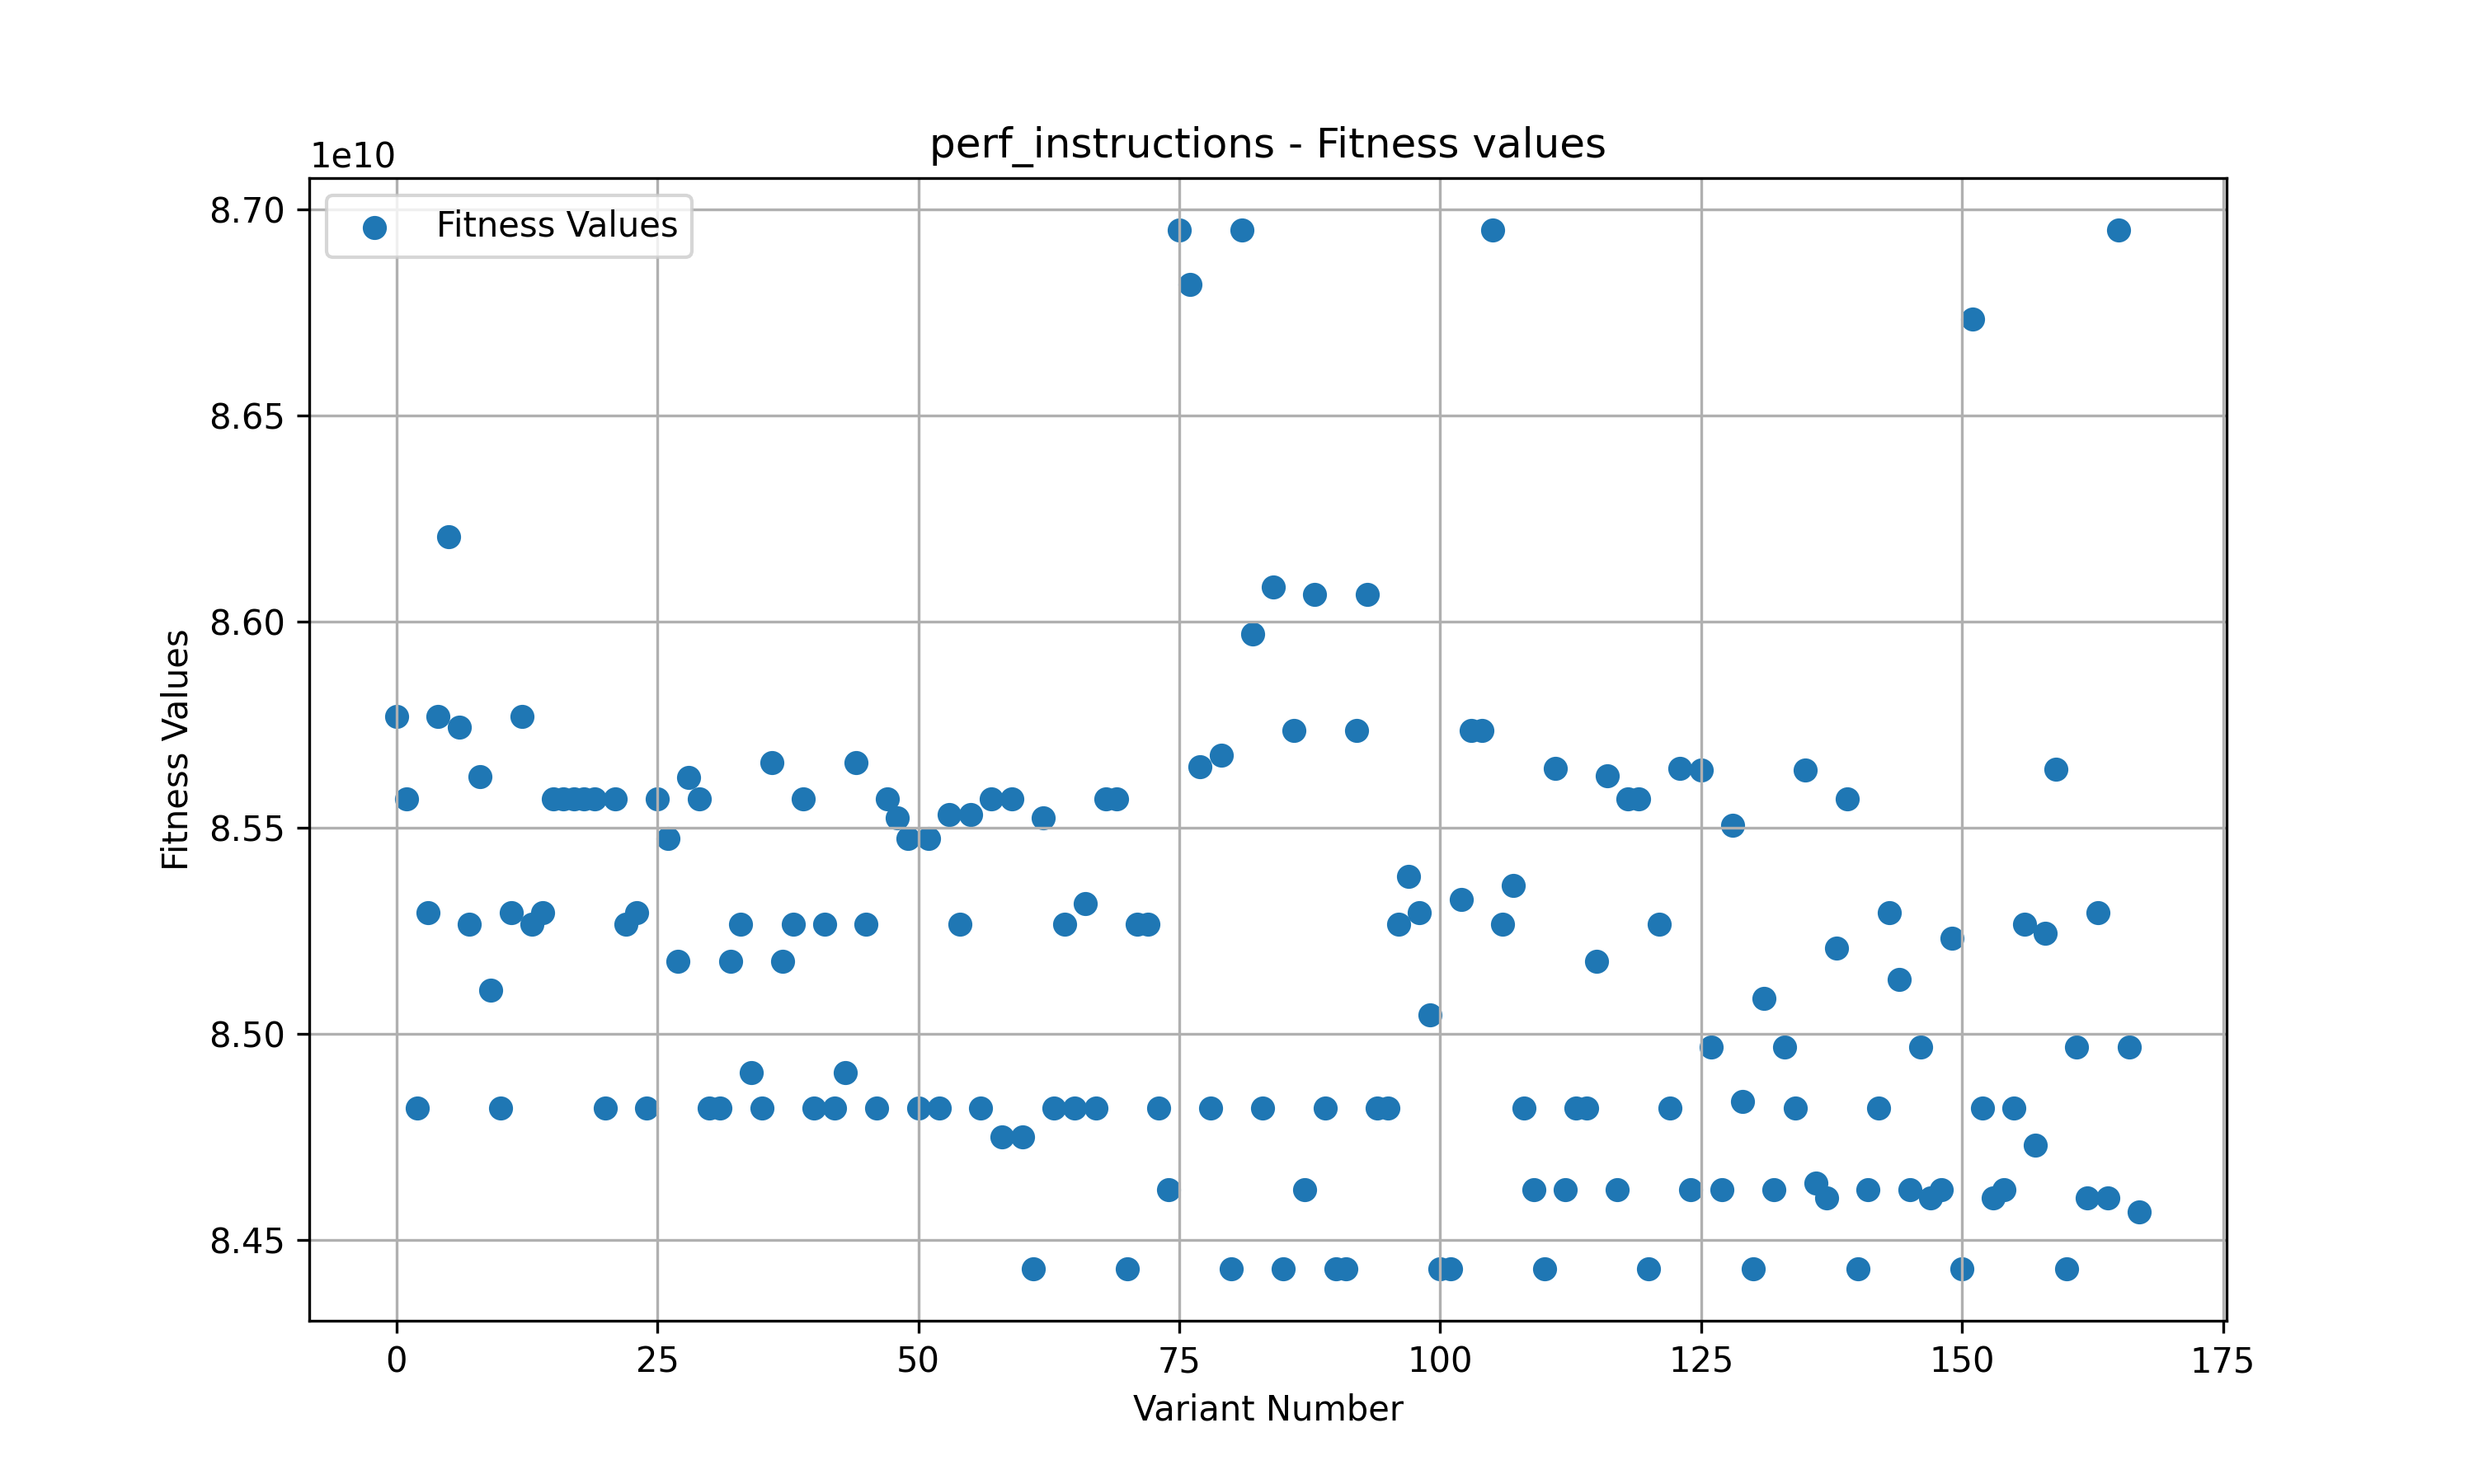 perf_instructions - Fitness values
1e10
Fitness Values
8.70
8.65
8.60
8.55
8.50
8.45
Fitness Values
0 25 50 75 100 125 150 175
Variant Number